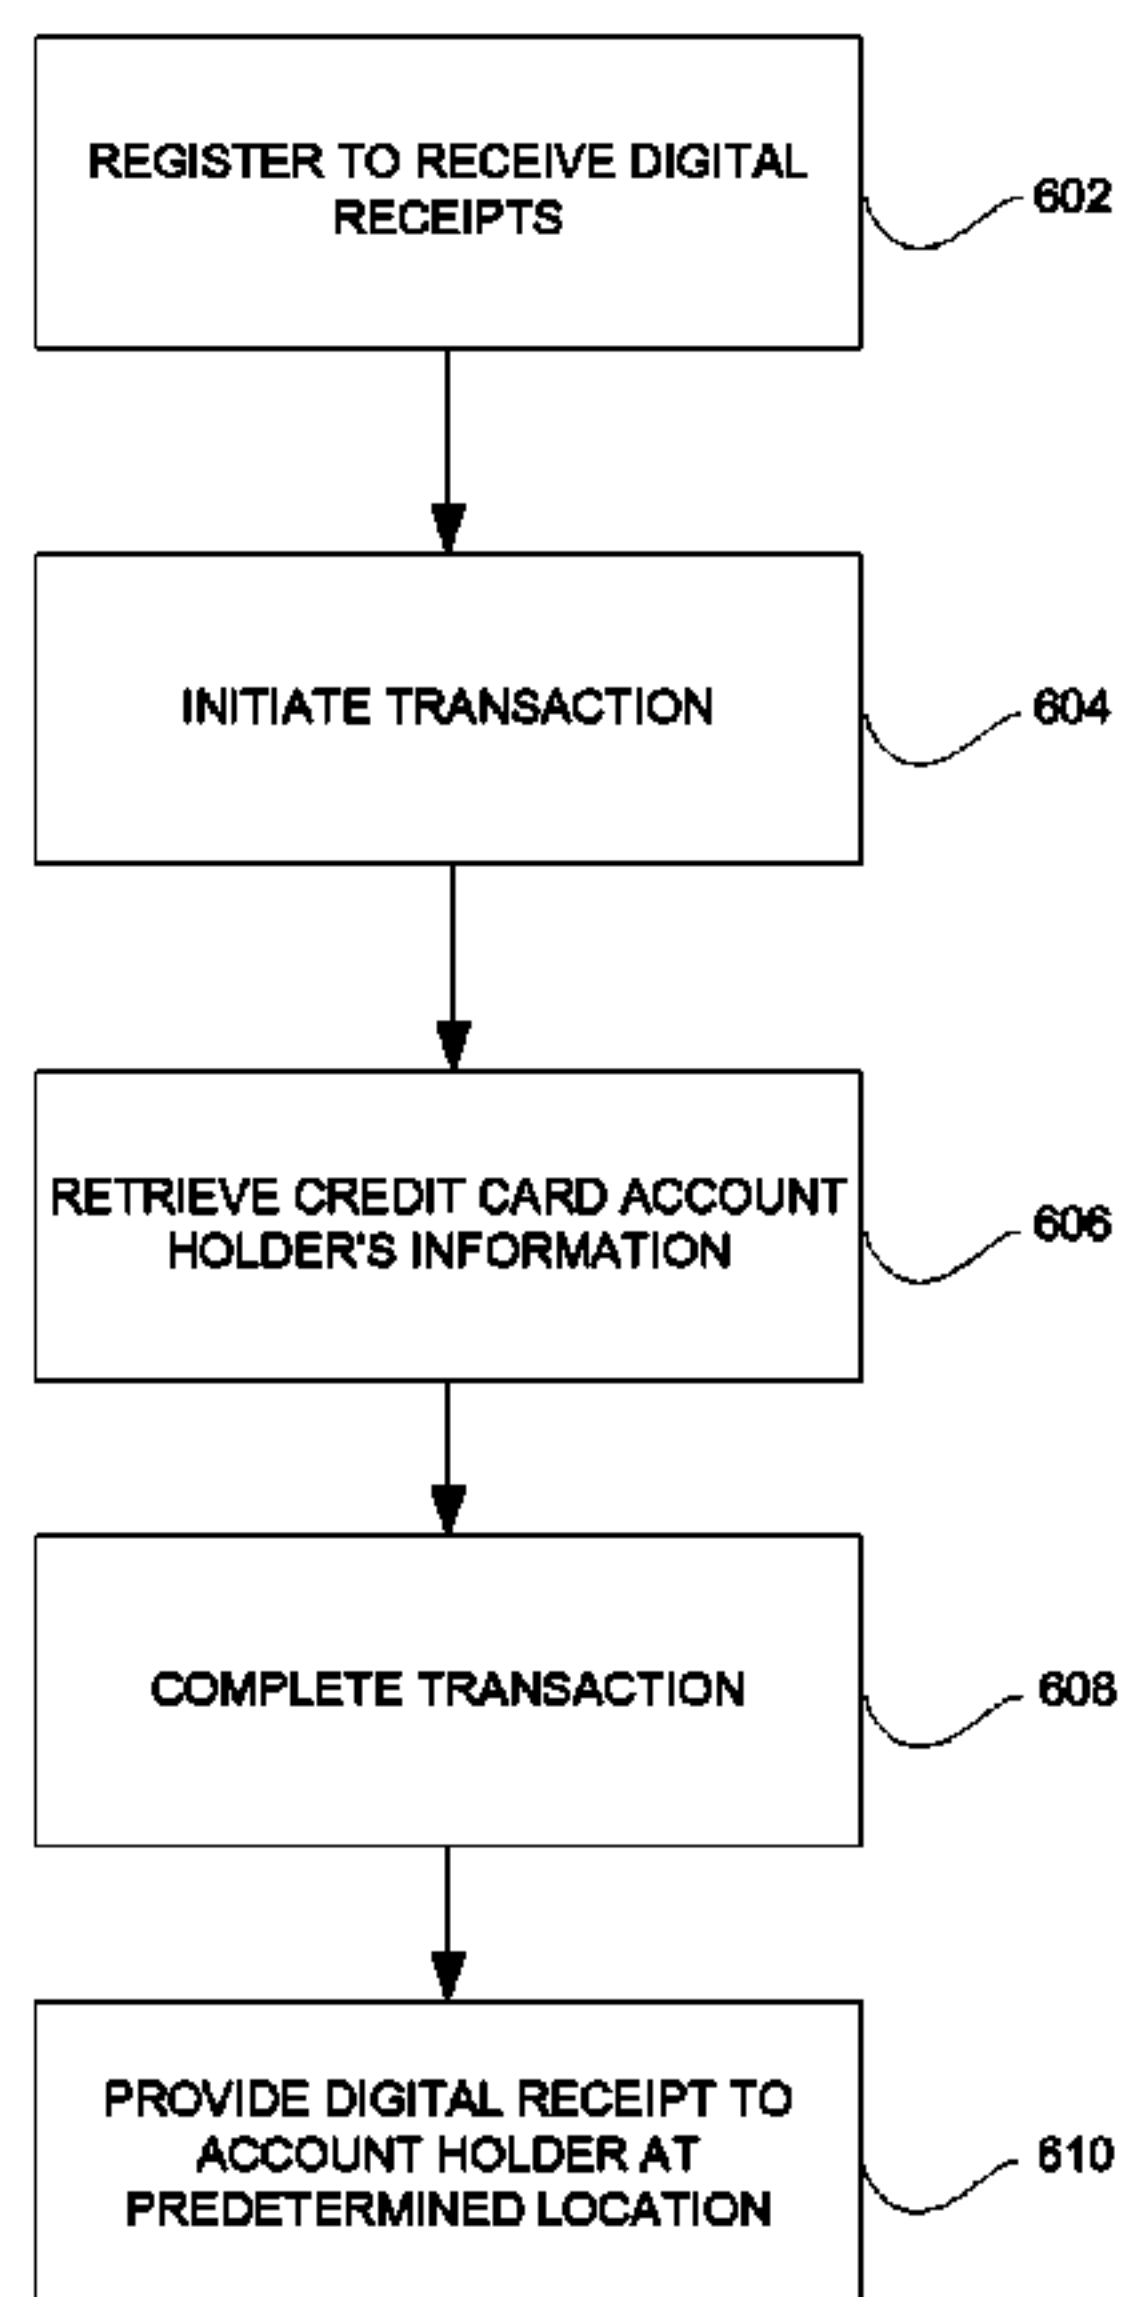 REGISTER TO RECEIVE DIGITAL
RECEIPTS
602
INITIATE TRANSACTION
604
RETRIEVE CREDIT CARD ACCOUNT
HOLDER'S INFORMATION
606
COMPLETE TRANSACTION
608
PROVIDE DIGITAL RECEIPT TO
ACCOUNT HOLDER AT
PREDETERMINED LOCATION
610